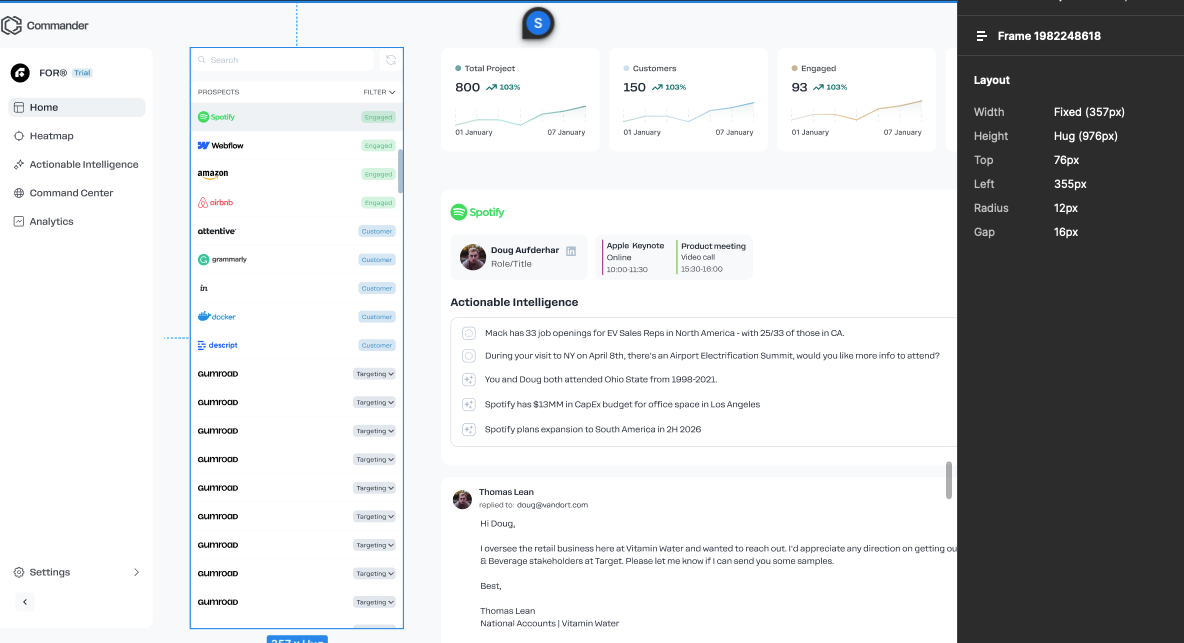 Commander
S
FOR® Trial
Home
Heatmap
Actionable Intelligence
Command Center
Analytics
Settings
Search
PROSPECTS FILTER
Spotify Engaged
Webflow Engaged
amazon Engaged
airbnb Engaged
attentive Customer
grammarly Customer
in Customer
docker Customer
descript Customer
GUMROAD Targeting
GUMROAD Targeting
GUMROAD Targeting
GUMROAD Targeting
GUMROAD Targeting
GUMROAD Targeting
GUMROAD Targeting
GUMROAD Targeting
GUMROAD Targeting
Total Project
800 103%
01 January 07 January
Customers
150 103%
01 January 07 January
Engaged
93 103%
01 January 07 January
Spotify
Doug Aufderhar
Role/Title
Apple Keynote
Online
10:00-11:30
Product meeting
Video call
15:30-16:00
Actionable Intelligence
Mack has 33 job openings for EV Sales Reps in North America - with 25/33 of those in CA.
During your visit to NY on April 8th, there's an Airport Electrification Summit, would you like more info to attend?
You and Doug both attended Ohio State from 1998-2021.
Spotify has $13MM in CapEx budget for office space in Los Angeles
Spotify plans expansion to South America in 2H 2026
Thomas Lean
replied to: doug@vandort.com
Hi Doug,
I oversee the retail business here at Vitamin Water and wanted to reach out. I'd appreciate any direction on getting
& Beverage stakeholders at Target. Please let me know if I can send you some samples.
Best,
Thomas Lean
National Accounts | Vitamin Water
Frame 1982248618
Layout
Width Fixed (357px)
Height Hug (976px)
Top 76px
Left 355px
Radius 12px
Gap 16px